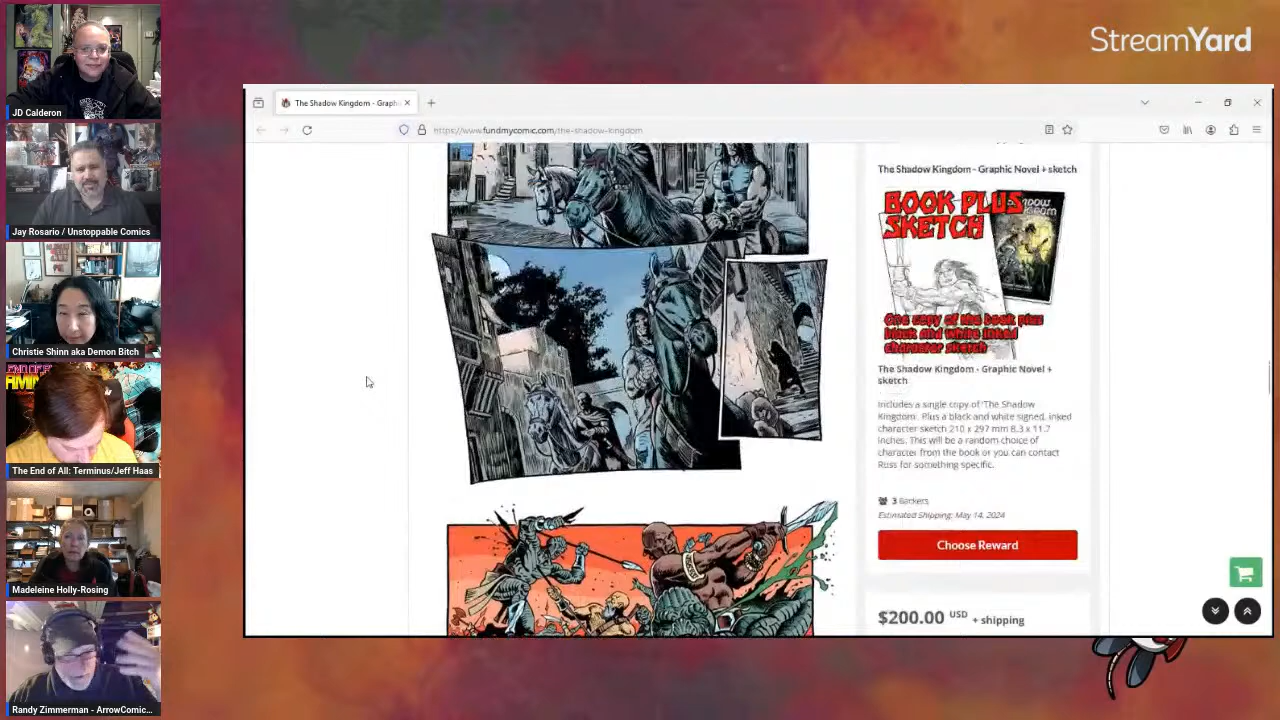 StreamYard
JD Calderon
Jay Rosario / Unstoppable Comics
Christie Shinn aka Demon Bitch
The End of All: Terminus/Jeff Haas
Madeleine Holly-Rosing
Randy Zimmerman - ArrowComic...
The Shadow Kingdom - Graph
https://www.fundmycomic.com/the-shadow-kingdom
The Shadow Kingdom - Graphic Novel + sketch
BOOK PLUS
SKETCH
One copy of the book plus
black and white inked
character sketch
The Shadow Kingdom - Graphic Novel +
sketch
Includes a single copy of 'The Shadow
Kingdom'. Plus a black and white signed, inked
character sketch 210 x 297 mm 8.3 x 11.7
inches. This will be a random choice of
character from the book or you can contact
Russ for something specific.
3 Backers
Estimated Shipping: May 14, 2024
Choose Reward
$200.00 USD + shipping